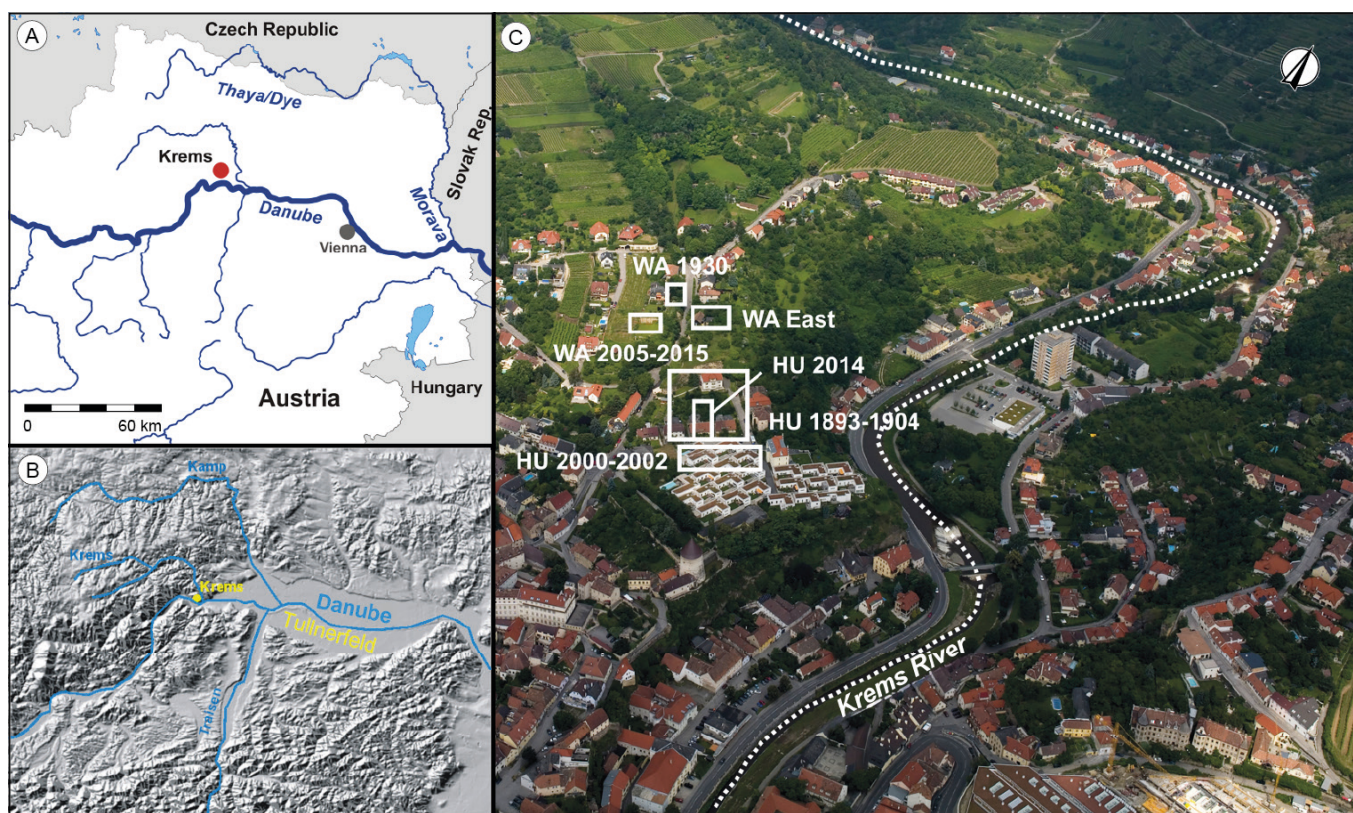 A
Czech Republic
Thaya/Dye
Slovak Rep.
Krems
Morava
Danube
Vienna
Hungary
Austria
0
60 km
B
Kamp
Krems
Krems
Danube
Tullnerfeld
Traisen
C
WA 1930
WA East
WA 2005-2015
HU 2014
HU 1893-1904
HU 2000-2002
Krems River